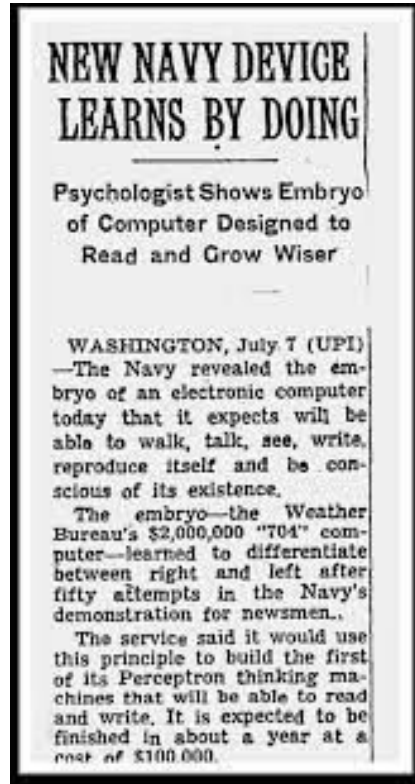 NEW NAVY DEVICE
LEARNS BY DOING
Psychologist Shows Embryo
of Computer Designed to
Read and Grow Wiser
WASHINGTON, July 7 (UPI)
—The Navy revealed the em-
bryo of an electronic computer
today that it expects will be
able to walk, talk, see, write,
reproduce itself and be con-
scious of its existence.
The embryo—the Weather
Bureau's $2,000,000 "704" com-
puter—learned to differentiate
between right and left after
fifty attempts in the Navy's
demonstration for newsmen..
The service said it would use
this principle to build the first
of its Perceptron thinking ma-
chines that will be able to read
and write. It is expected to be
finished in about a year at a
cost of $100,000.